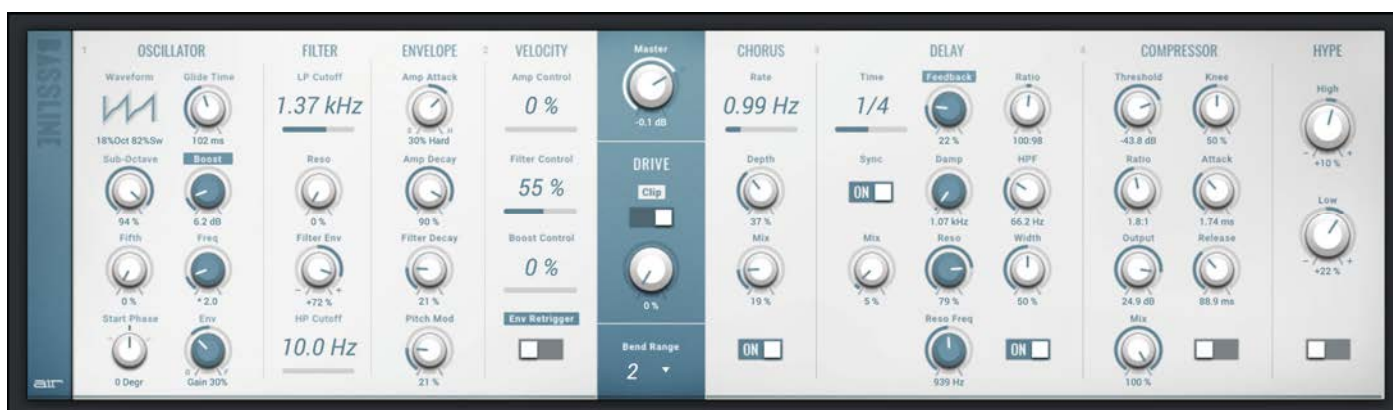 BASSLINE
1 OSCILLATOR FILTER ENVELOPE 2 VELOCITY Master CHORUS 3 DELAY 4 COMPRESSOR HYPE
Waveform Glide Time LP Cutoff Amp Attack Amp Control Rate Time Feedback Ratio Threshold Knee High
1.37 kHz 0 % 0.99 Hz 1/4
18%Oct 82%Sw 102 ms 30% Hard -0.1 dB 22 % 100:98 -43.8 dB 50 %
Sub-Octave Boost Reso Amp Decay Filter Control DRIVE Depth Sync Damp HPF Ratio Attack +10 %
55 % Clip ON
94 % 6.2 dB 0 % 90 % 37 % 1.07 kHz 66.2 Hz 1.8:1 1.74 ms Low
Fifth Freq Filter Env Filter Decay Boost Control Mix Mix Reso Width Output Release
0 % +22 %
0 % * 2.0 +72 % 21 % 0 % 19 % 5 % 79 % 50 % 24.9 dB 88.9 ms
Start Phase Env HP Cutoff Pitch Mod Env Retrigger Bend Range Reso Freq Mix
10.0 Hz 2 ON ON
0 Degr Gain 30% 21 % 939 Hz 100 %
air